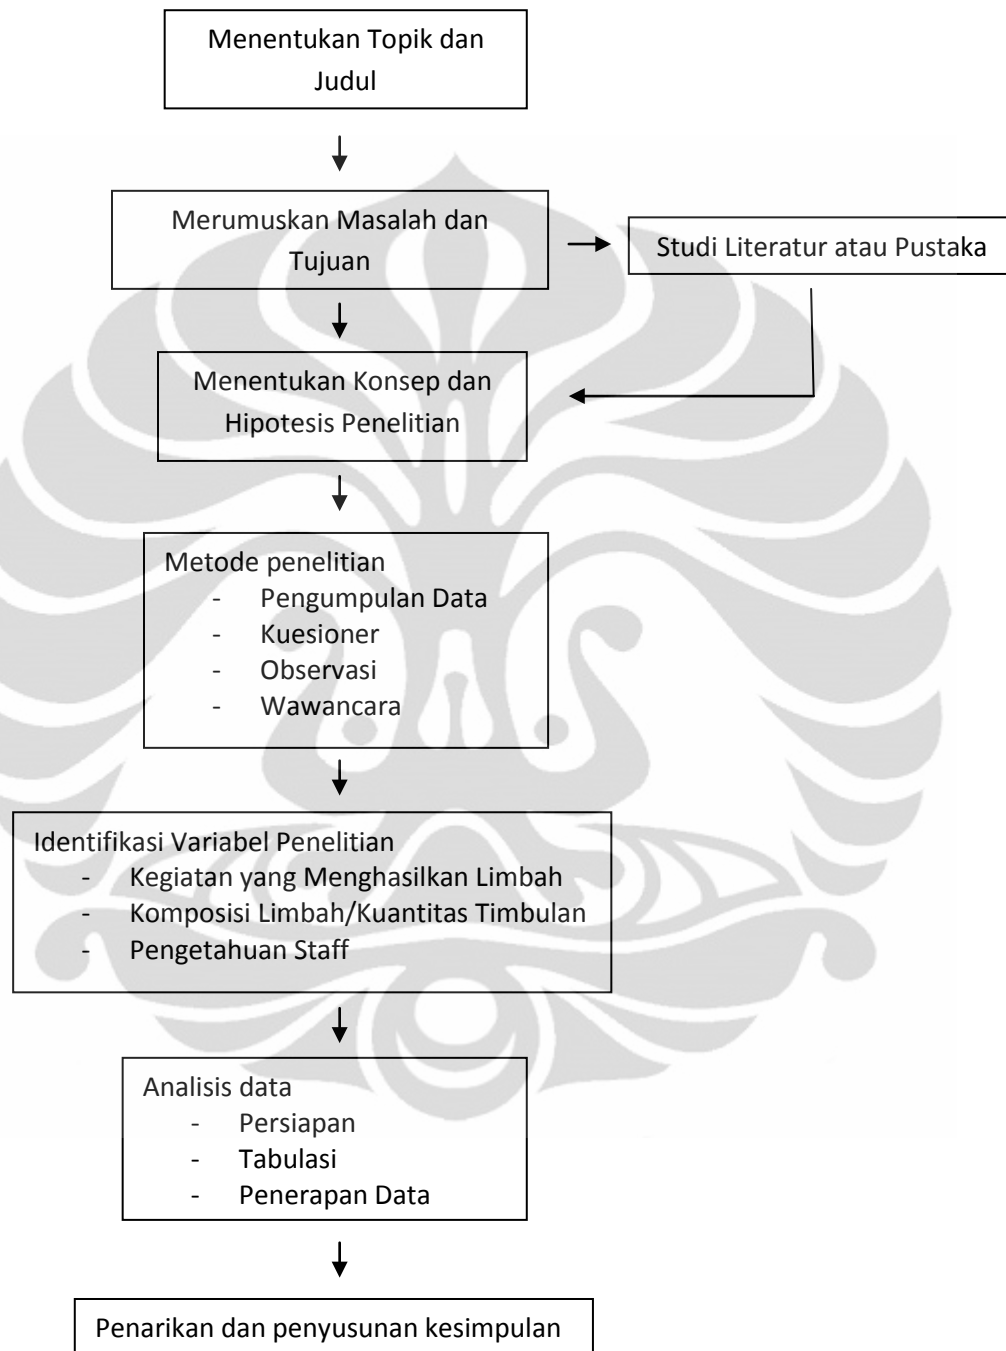 Menentukan Topik dan
Judul
Merumuskan Masalah dan
Tujuan
Studi Literatur atau Pustaka
Menentukan Konsep dan
Hipotesis Penelitian
Metode penelitian
- Pengumpulan Data
- Kuesioner
- Observasi
- Wawancara
Identifikasi Variabel Penelitian
- Kegiatan yang Menghasilkan Limbah
- Komposisi Limbah/Kuantitas Timbulan
- Pengetahuan Staff
Analisis data
- Persiapan
- Tabulasi
- Penerapan Data
Penarikan dan penyusunan kesimpulan